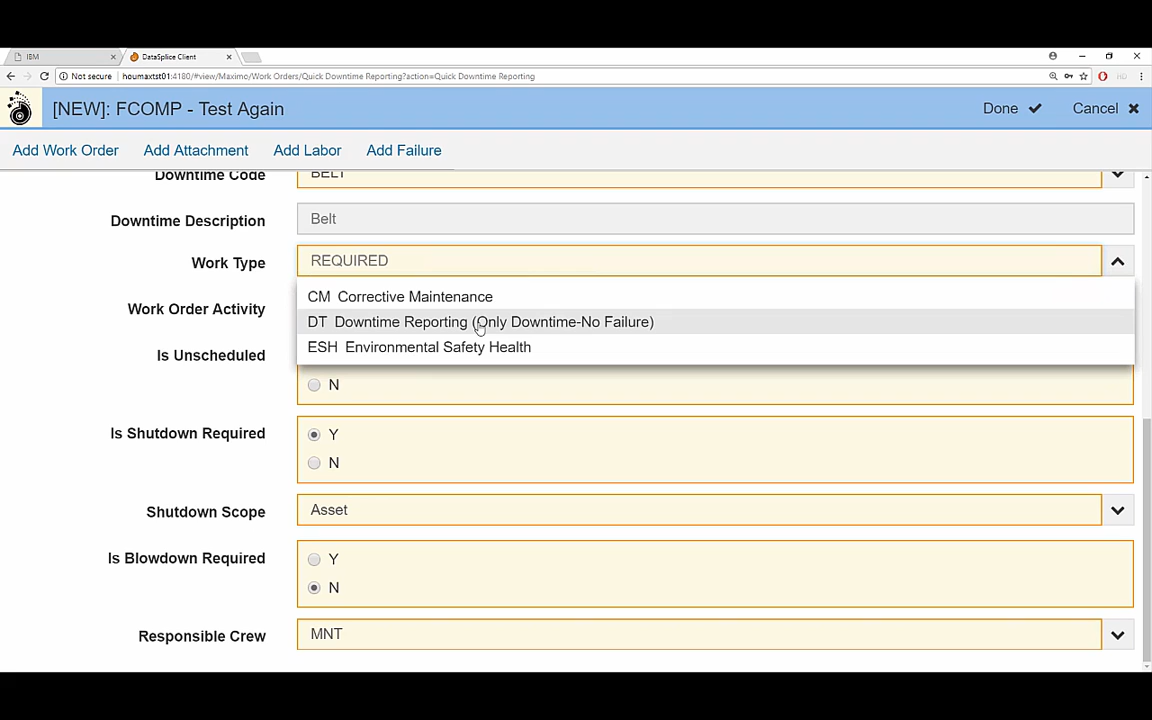 IBM
DataSplice Client
Not secure houmaxtst01:4180/#view/Maximo/Work Orders/Quick Downtime Reporting?action=Quick Downtime Reporting
[NEW]: FCOMP - Test Again
Done
Cancel
Add Work Order
Add Attachment
Add Labor
Add Failure
Downtime Code
BELT
Downtime Description
Belt
Work Type
REQUIRED
CM Corrective Maintenance
Work Order Activity
DT Downtime Reporting (Only Downtime-No Failure)
ESH Environmental Safety Health
Is Unscheduled
N
Is Shutdown Required
Y
N
Shutdown Scope
Asset
Is Blowdown Required
Y
N
Responsible Crew
MNT